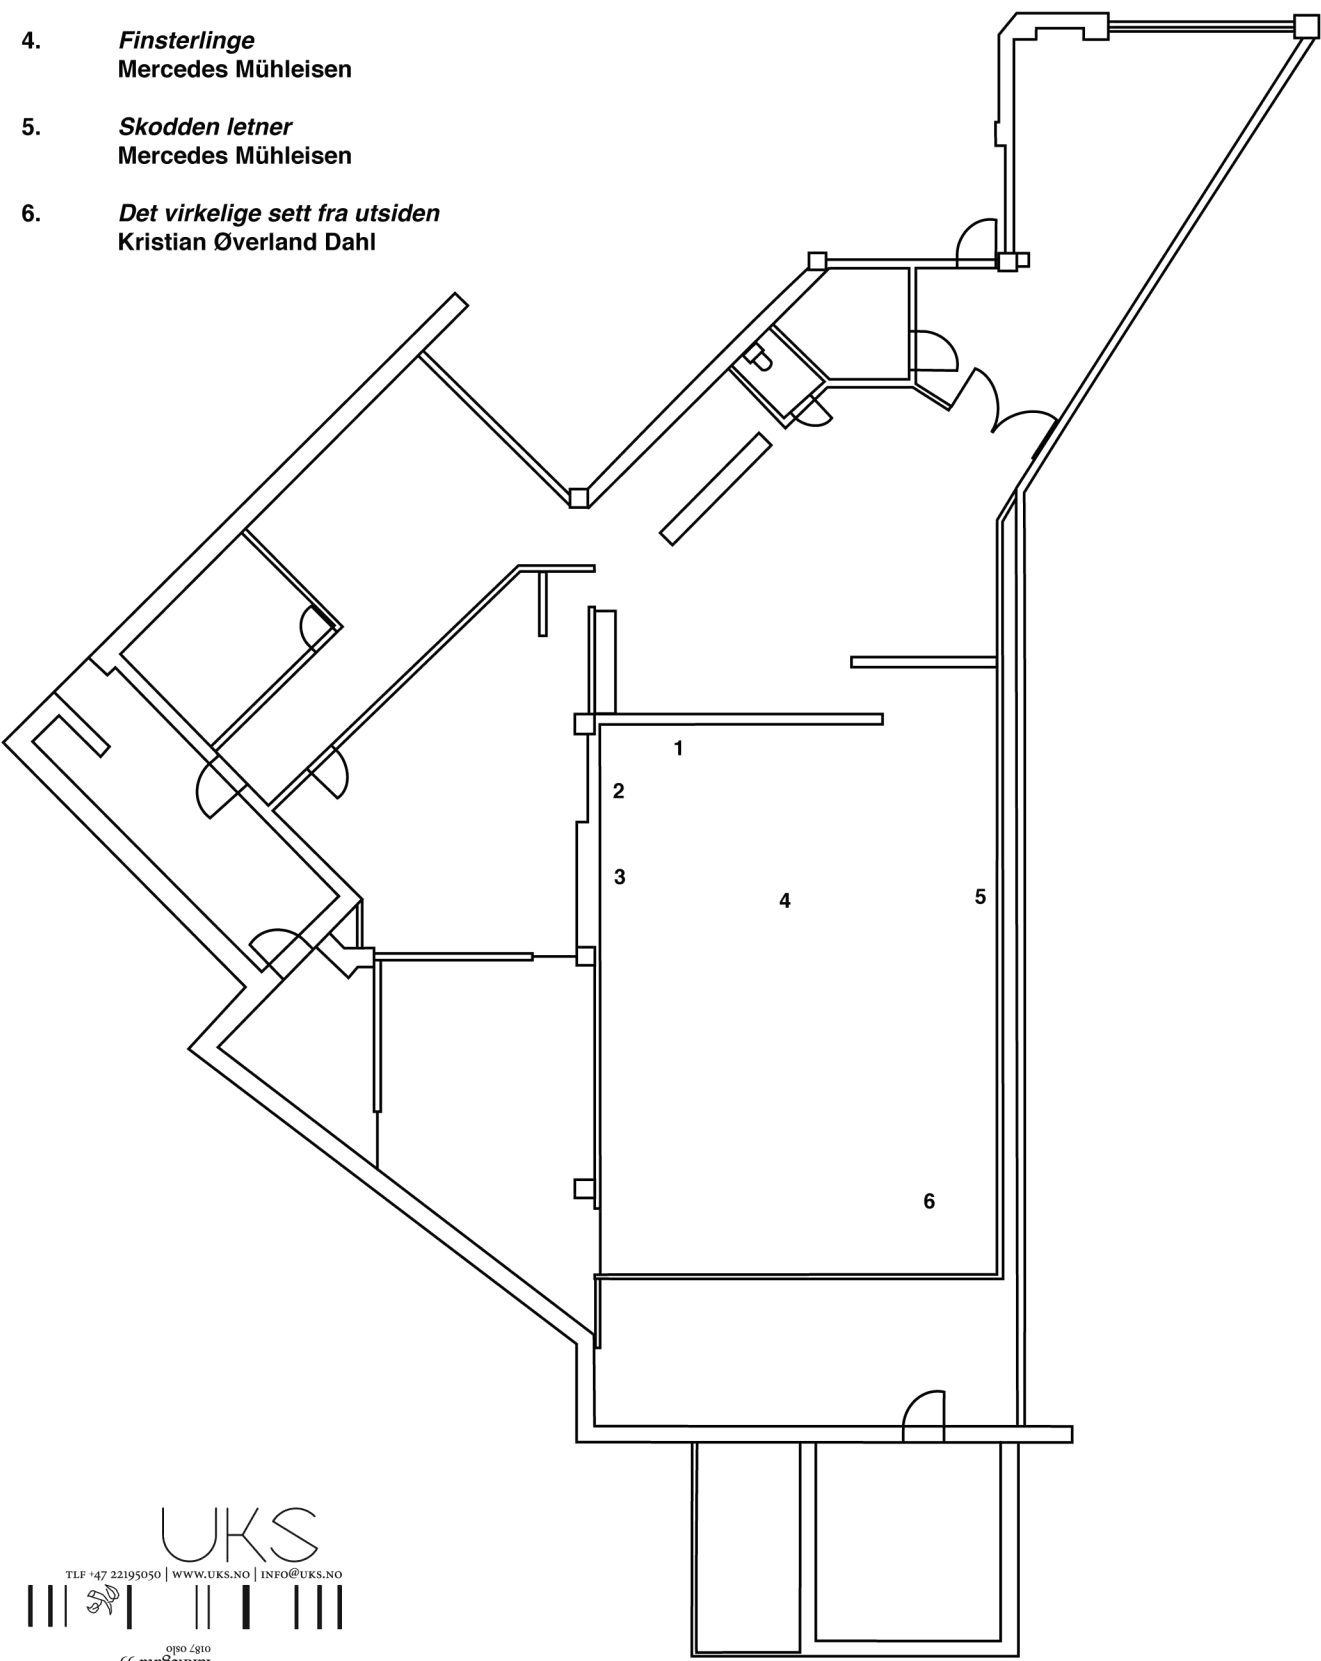 4. Finsterlinge
Mercedes Mühleisen
5. Skodden letner
Mercedes Mühleisen
6. Det virkelige sett fra utsiden
Kristian Øverland Dahl
1
2
3
4
5
6
UKS
TLF +47 22195050 | WWW.UKS.NO | INFO@UKS.NO
0187 oslo